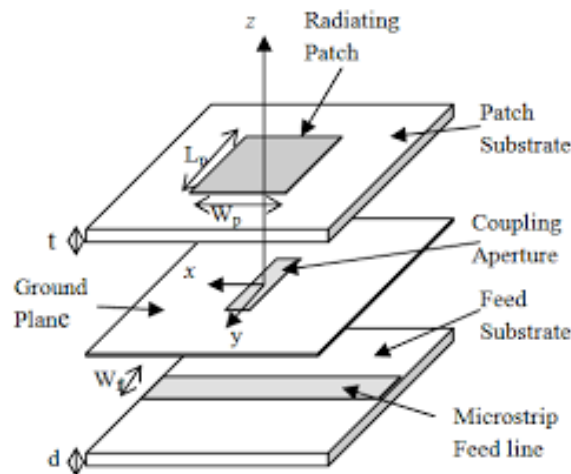 z
Radiating
Patch
Patch
Substrate
Lp
Wp
Coupling
Aperture
t
x
Ground
Plane
y
Feed
Substrate
Wf
Microstrip
Feed line
d